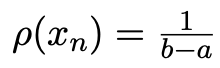 ρ(xₙ) = 1/(b−a)